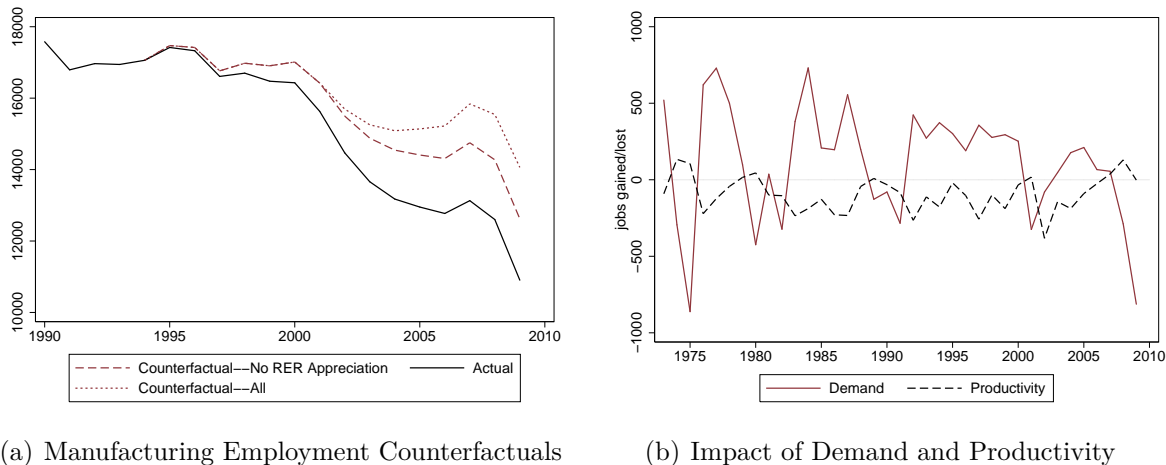 18000
16000
14000
12000
10000
1990
1995
2000
2005
2010
Counterfactual−−No RER Appreciation
Actual
Counterfactual−−All
(a) Manufacturing Employment Counterfactuals
jobs gained/lost
1000
500
0
−500
−1000
1975
1980
1985
1990
1995
2000
2005
2010
Demand
Productivity
(b) Impact of Demand and Productivity